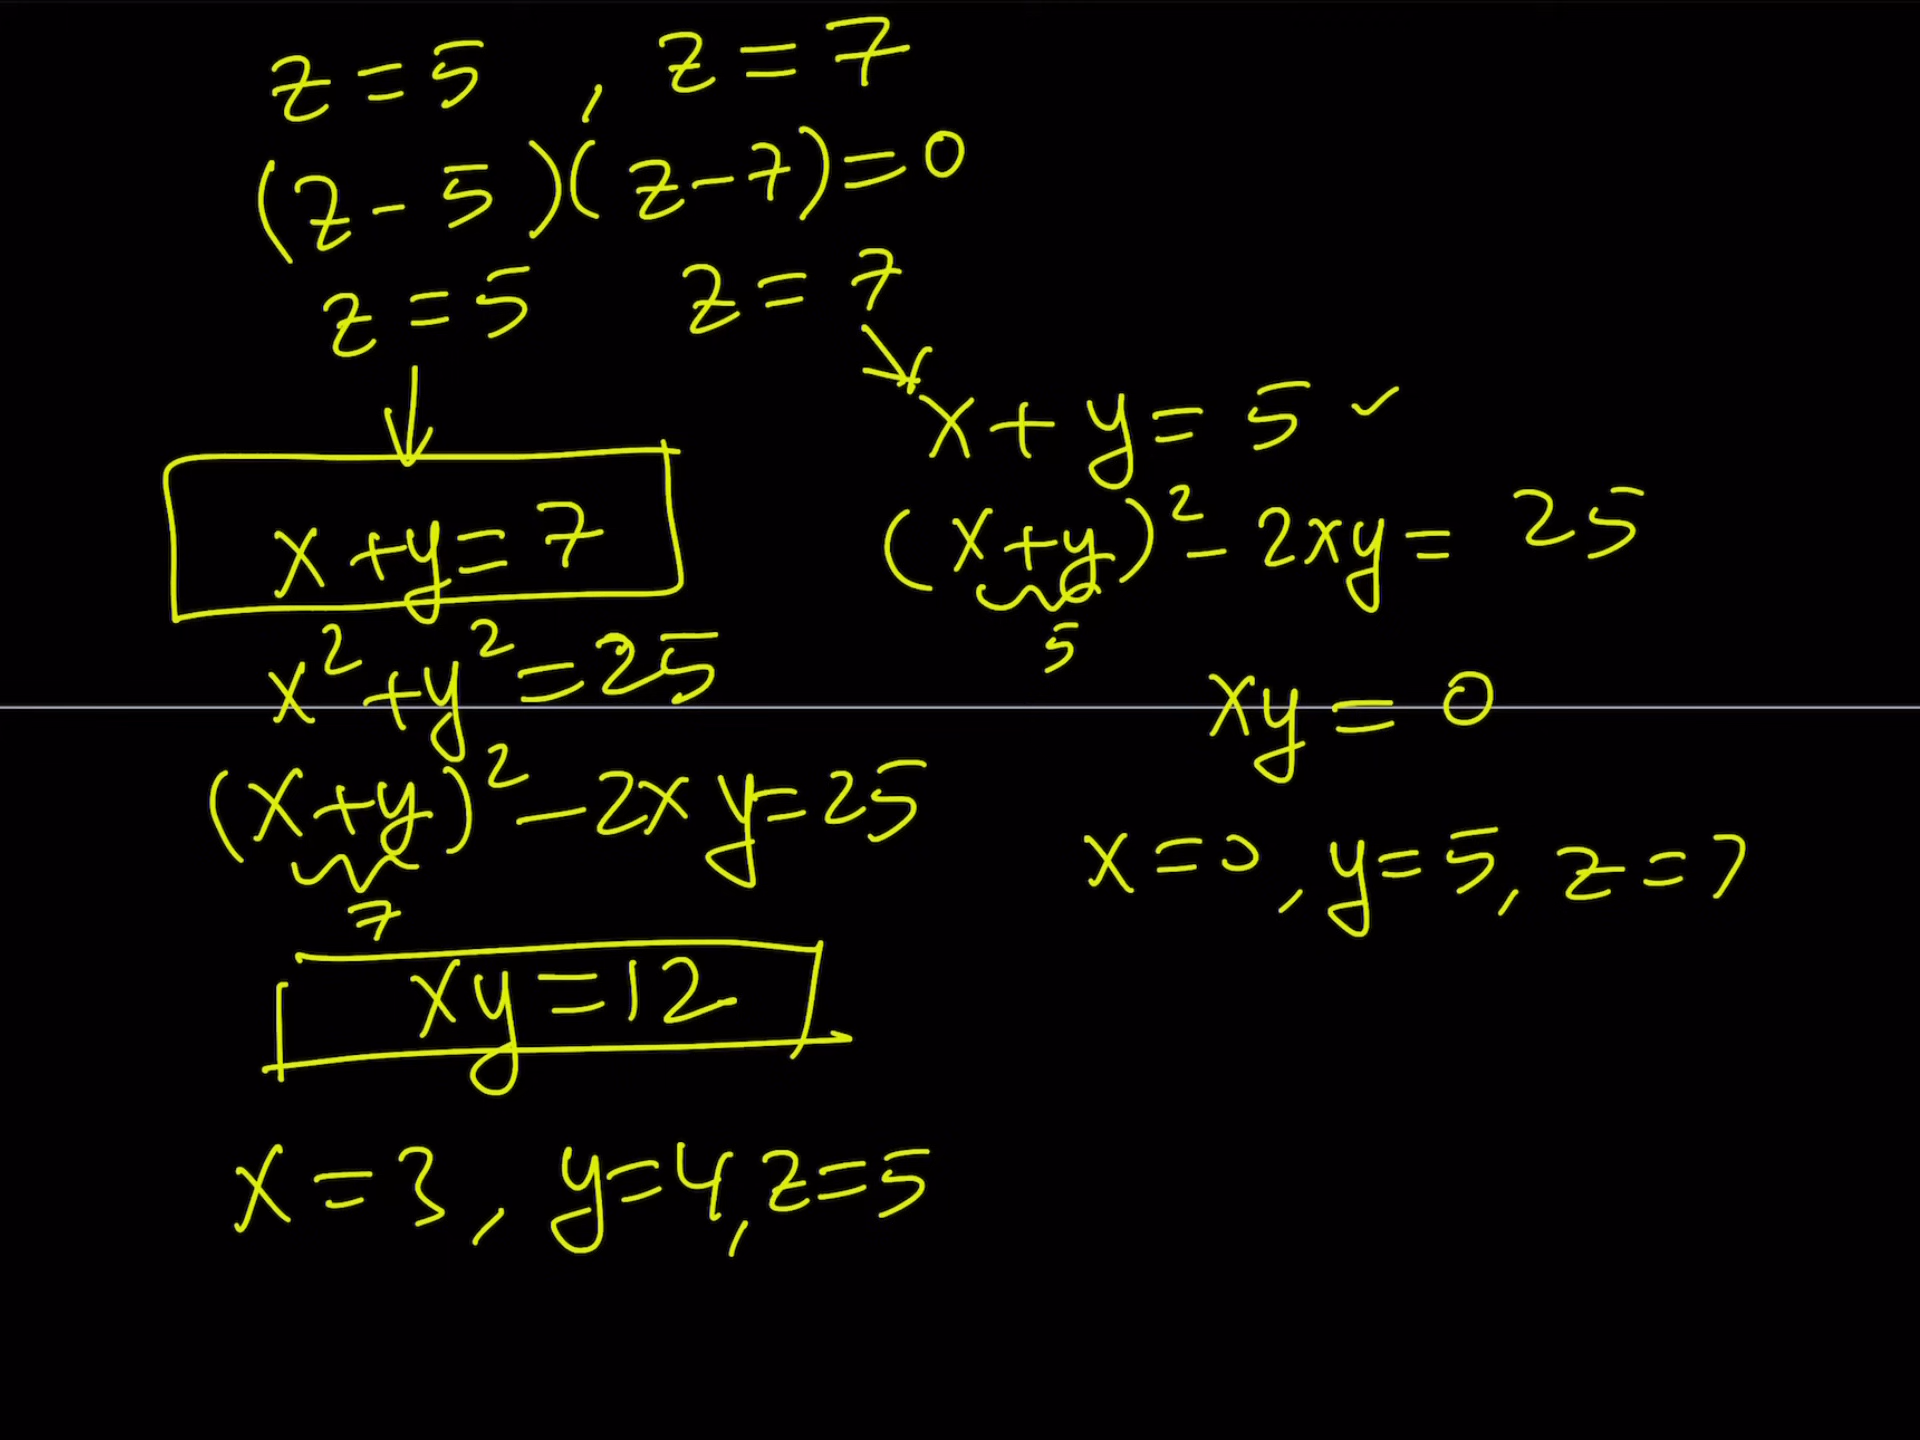 z = 5 , z = 7
(z - 5)(z - 7) = 0
z = 5 z = 7
x + y = 7
x² + y² = 25
(x + y)² - 2xy = 25
7
xy = 12
x = 3, y = 4, z = 5
x + y = 5 ✓
(x + y)² - 2xy = 25
5
xy = 0
x = 0, y = 5, z = 7